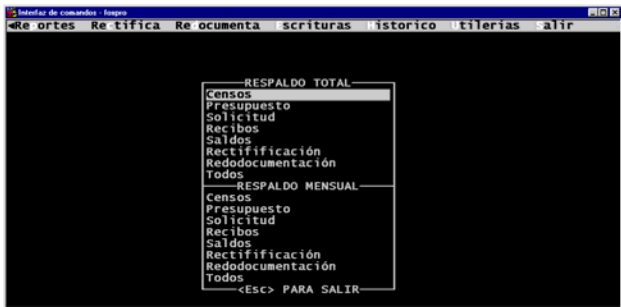 Interfaz de comandos - foxpro
◄Re ortes Re tifica Re ocumenta scrituras istorico tilerias alir
RESPALDO TOTAL
Censos
Presupuesto
Solicitud
Recibos
Saldos
Rectifificación
Redodocumentación
Todos
RESPALDO MENSUAL
Censos
Presupuesto
Solicitud
Recibos
Saldos
Rectifificación
Redodocumentación
Todos
<Esc> PARA SALIR